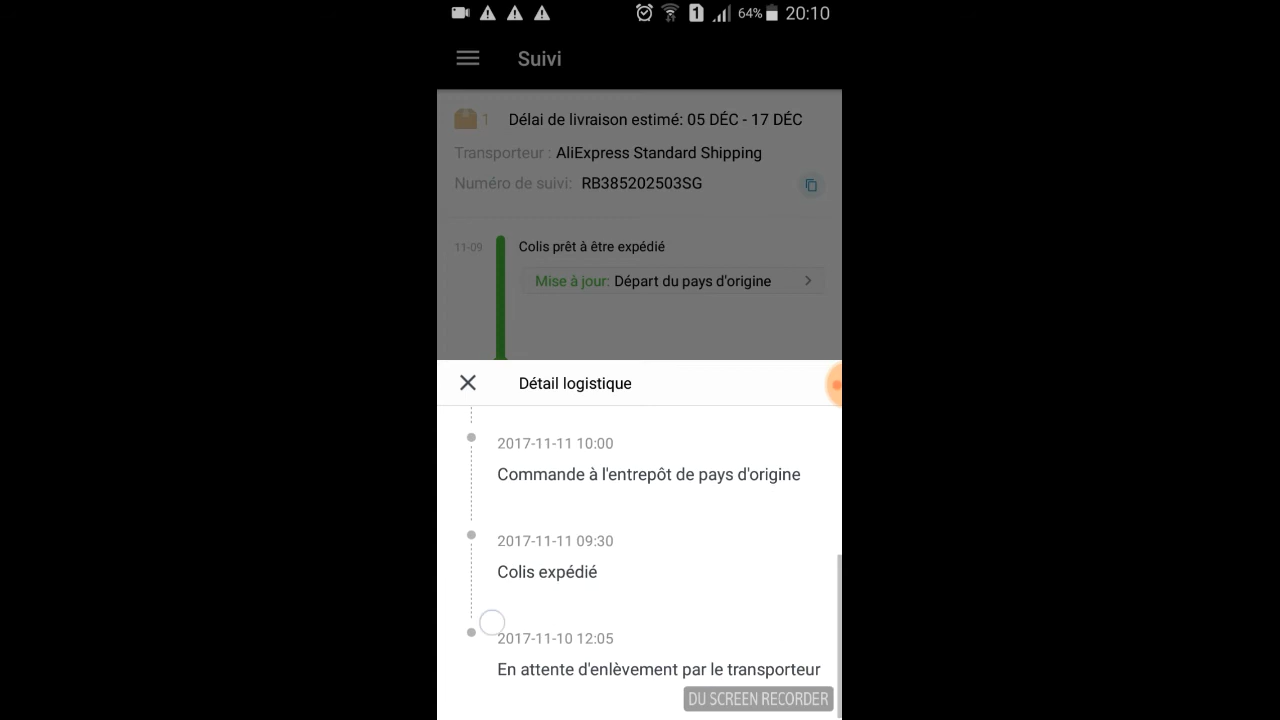 1 64% 20:10
Suivi
1 Délai de livraison estimé: 05 DÉC - 17 DÉC
Transporteur : AliExpress Standard Shipping
Numéro de suivi: RB385202503SG
11-09 Colis prêt à être expédié
Mise à jour: Départ du pays d'origine
Détail logistique
2017-11-11 10:00
Commande à l'entrepôt de pays d'origine
2017-11-11 09:30
Colis expédié
2017-11-10 12:05
En attente d'enlèvement par le transporteur
DU SCREEN RECORDER